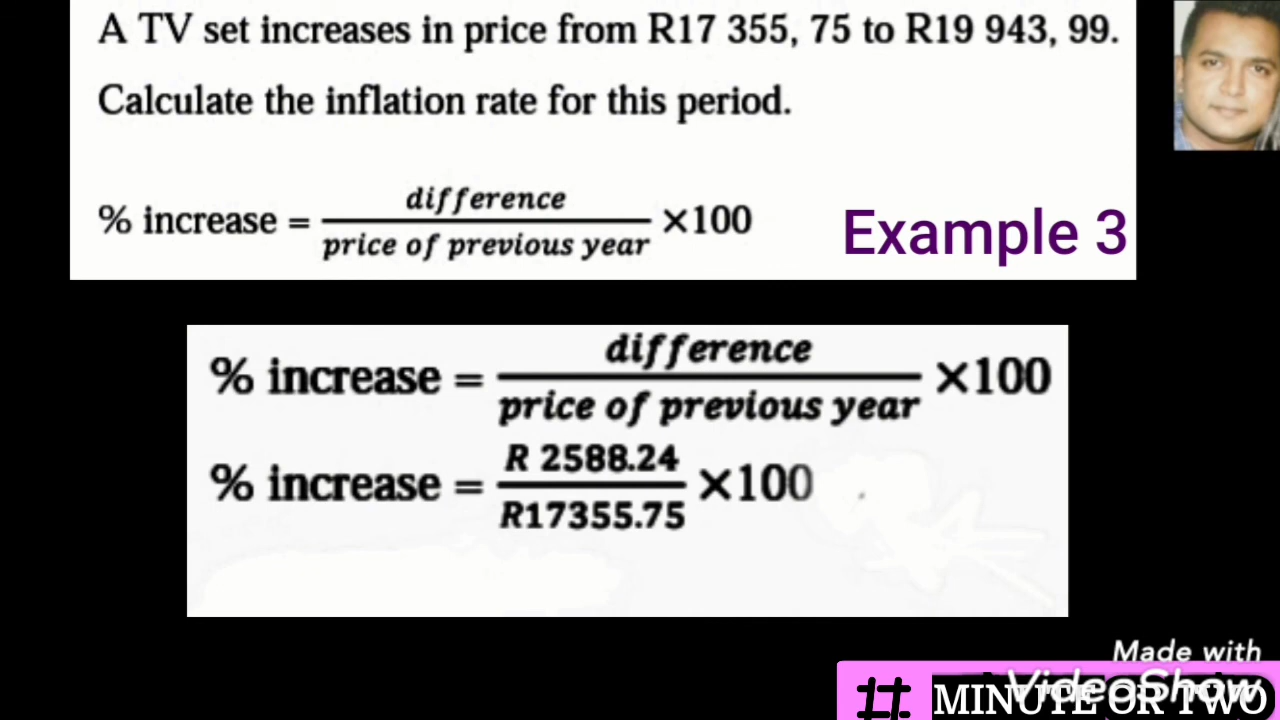 A TV set increases in price from R17 355, 75 to R19 943, 99.
Calculate the inflation rate for this period.
% increase = difference / price of previous year ×100
Example 3
% increase = difference / price of previous year ×100
% increase = R 2588.24 / R17355.75 ×100
Made with
VideoShow
# MINUTE OR TWO